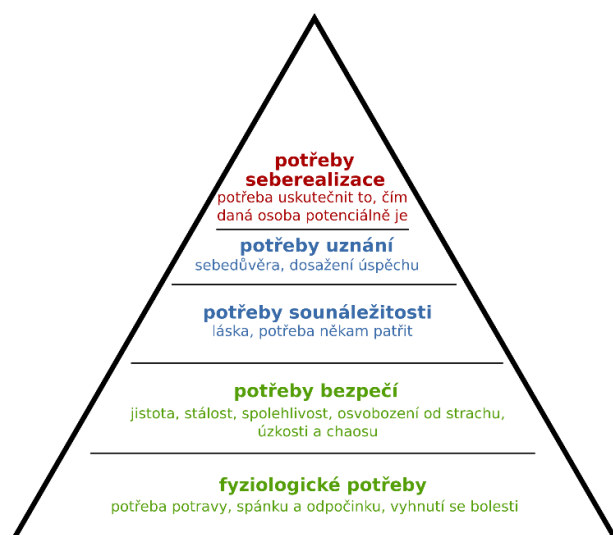 potřeby
seberealizace
potřeba uskutečnit to, čím
daná osoba potenciálně je
potřeby uznání
sebedůvěra, dosažení úspěchu
potřeby sounáležitosti
láska, potřeba někam patřit
potřeby bezpečí
jistota, stálost, spolehlivost, osvobození od strachu,
úzkosti a chaosu
fyziologické potřeby
potřeba potravy, spánku a odpočinku, vyhnutí se bolesti